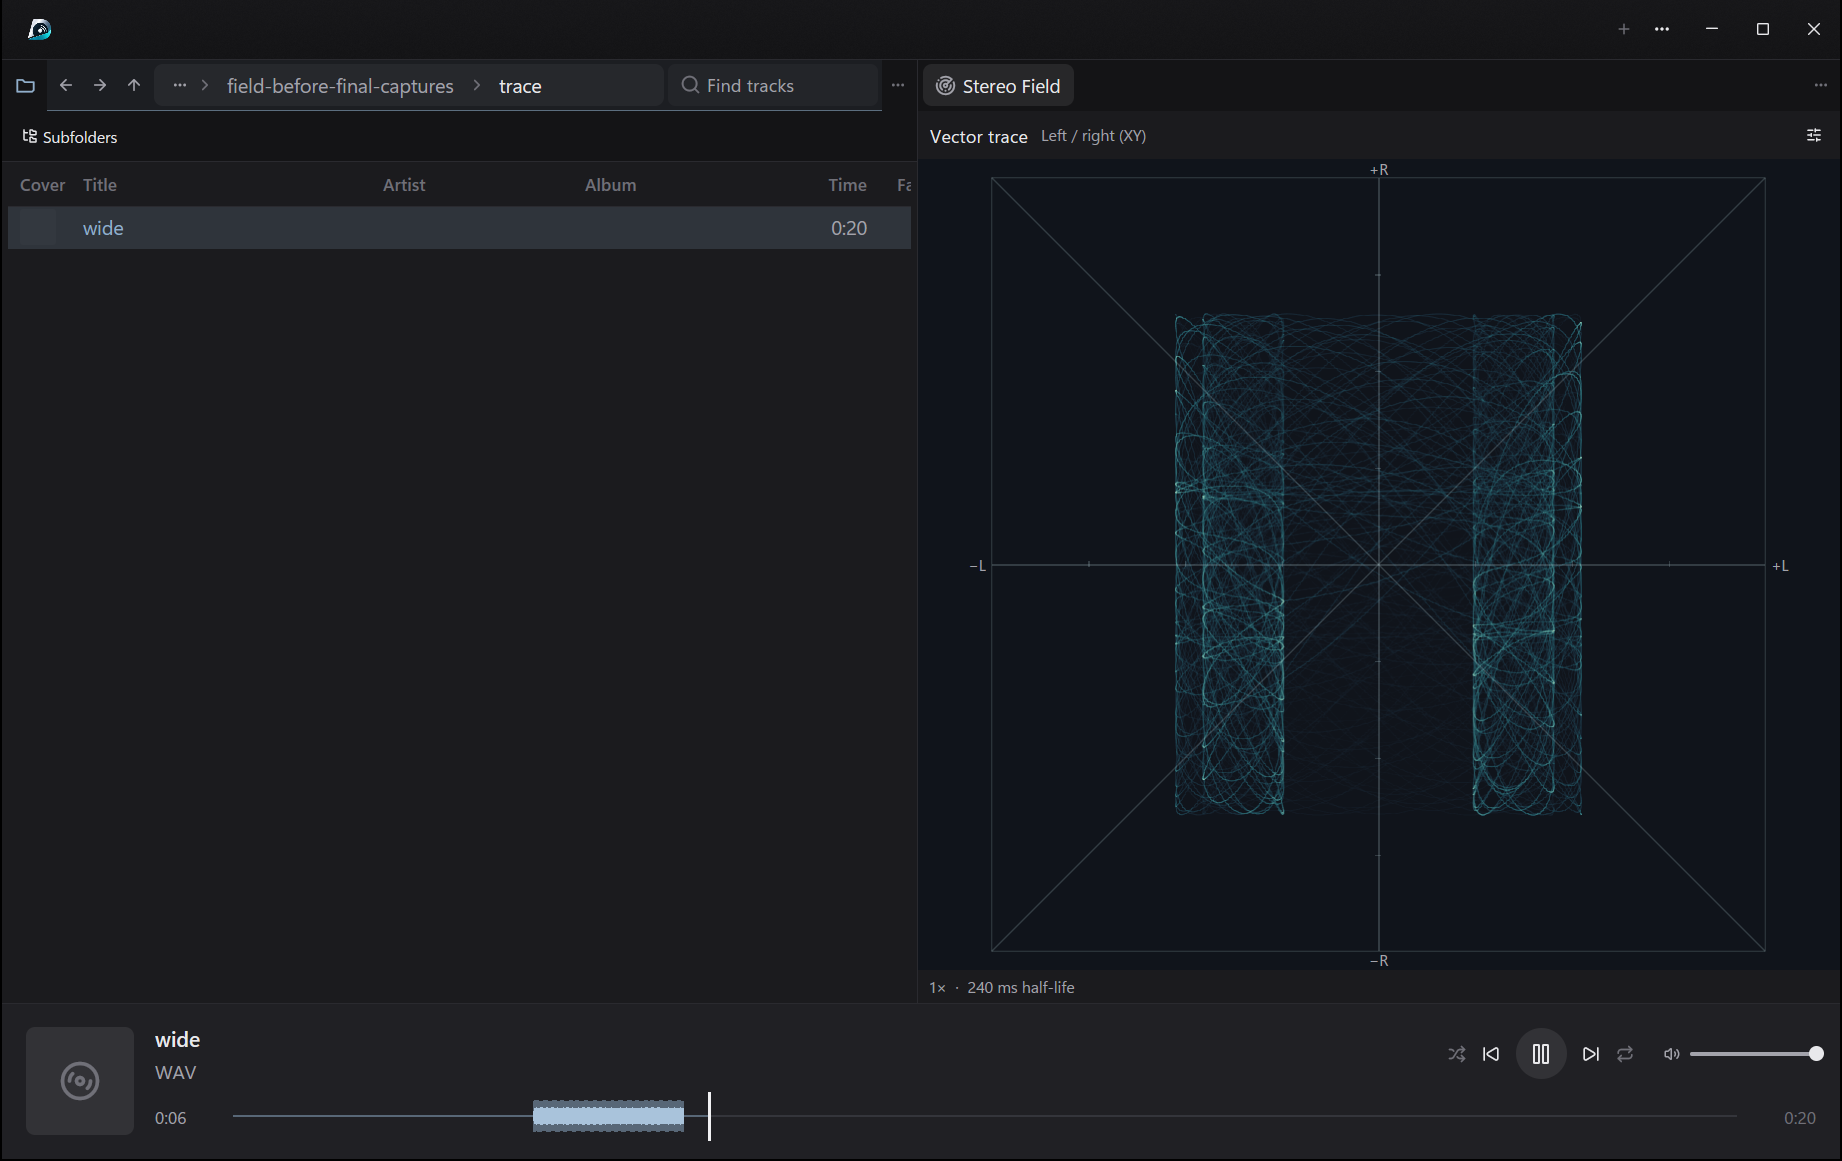 field-before-final-captures
trace
Find tracks
Subfolders
Cover Title Artist Album Time
wide 0:20
Stereo Field
Vector trace Left / right (XY)
+R
−L
+L
−R
1× · 240 ms half-life
wide
WAV
0:06
0:20